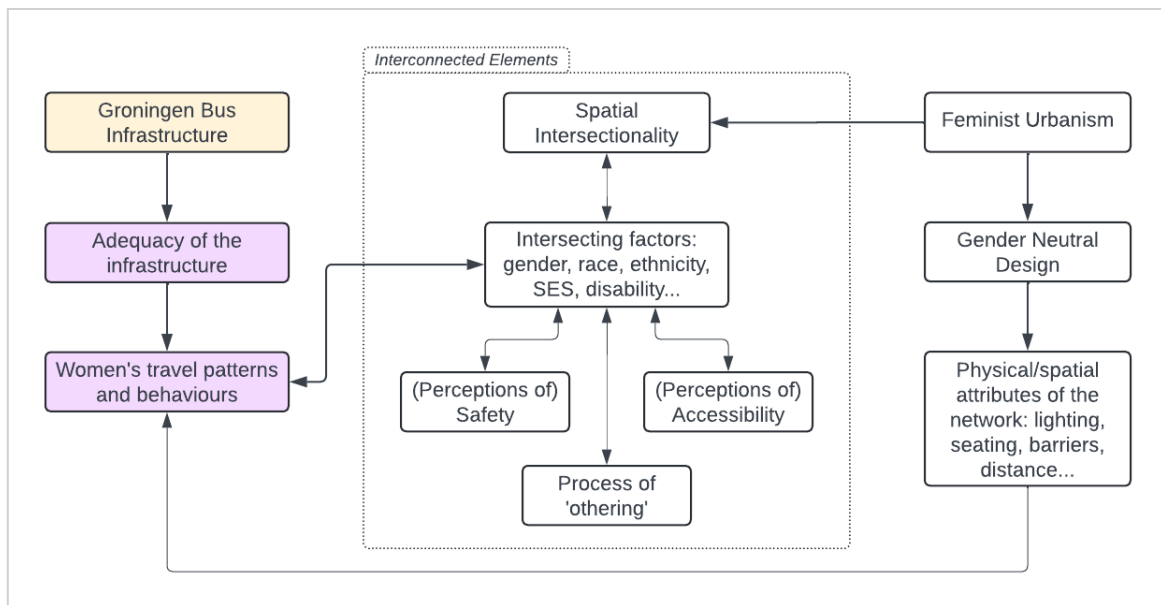 Interconnected Elements
Groningen Bus
Infrastructure
Spatial
Intersectionality
Feminist Urbanism
Adequacy of the
infrastructure
Intersecting factors:
gender, race, ethnicity,
SES, disability...
Gender Neutral
Design
Women's travel patterns
and behaviours
(Perceptions of)
Safety
(Perceptions of)
Accessibility
Physical/spatial
attributes of the
network: lighting,
seating, barriers,
distance...
Process of
'othering'